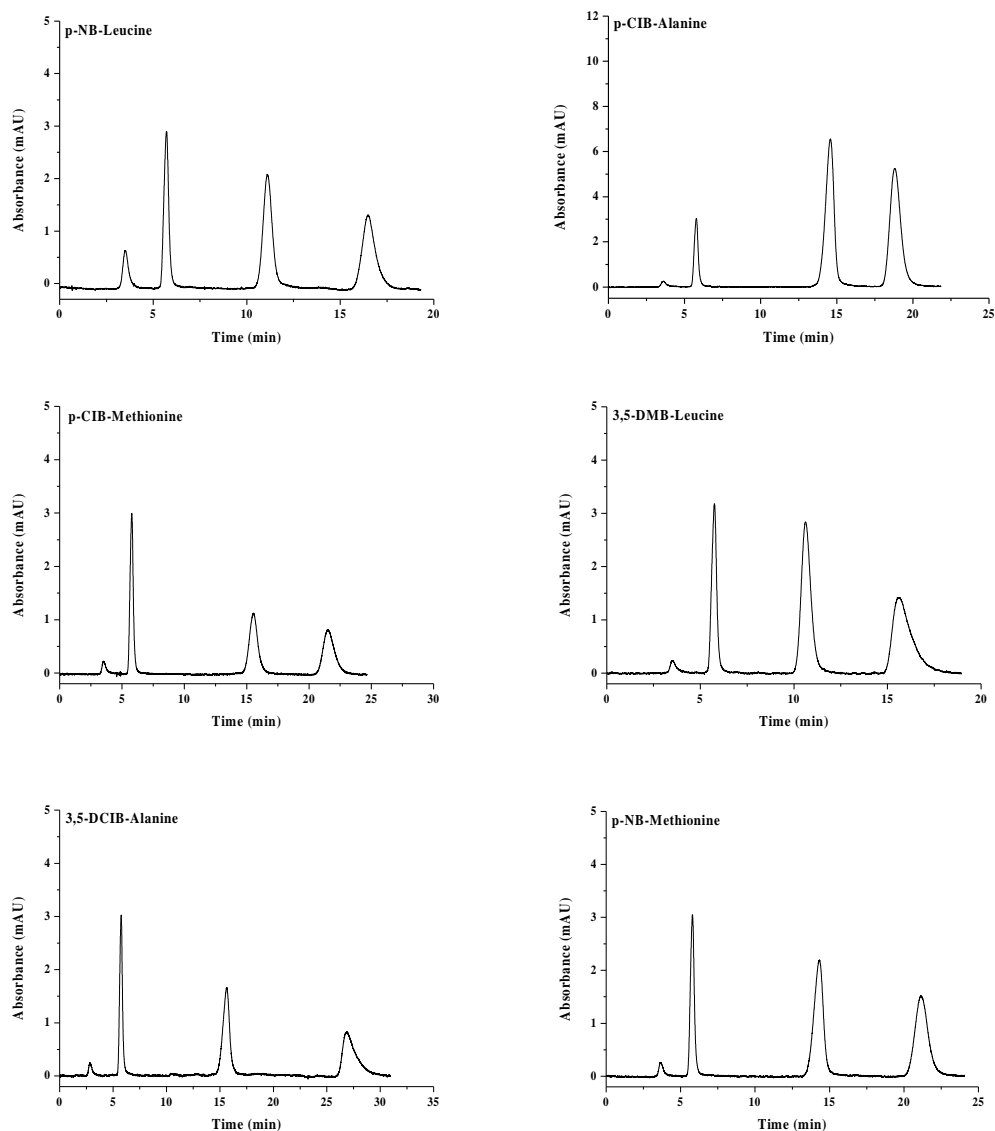 p-NB-Leucine
5
4
3
2
1
0
Absorbance (mAU)
0 5 10 15 20
Time (min)
p-CIB-Alanine
12
10
8
6
4
2
0
Absorbance (mAU)
0 5 10 15 20 25
Time (min)
p-CIB-Methionine
5
4
3
2
1
0
Absorbance (mAU)
0 5 10 15 20 25 30
Time (min)
3,5-DMB-Leucine
5
4
3
2
1
0
Absorbance (mAU)
0 5 10 15 20
Time (min)
3,5-DCIB-Alanine
5
4
3
2
1
0
Absorbance (mAU)
0 5 10 15 20 25 30 35
Time (min)
p-NB-Methionine
5
4
3
2
1
0
Absorbance (mAU)
0 5 10 15 20 25
Time (min)